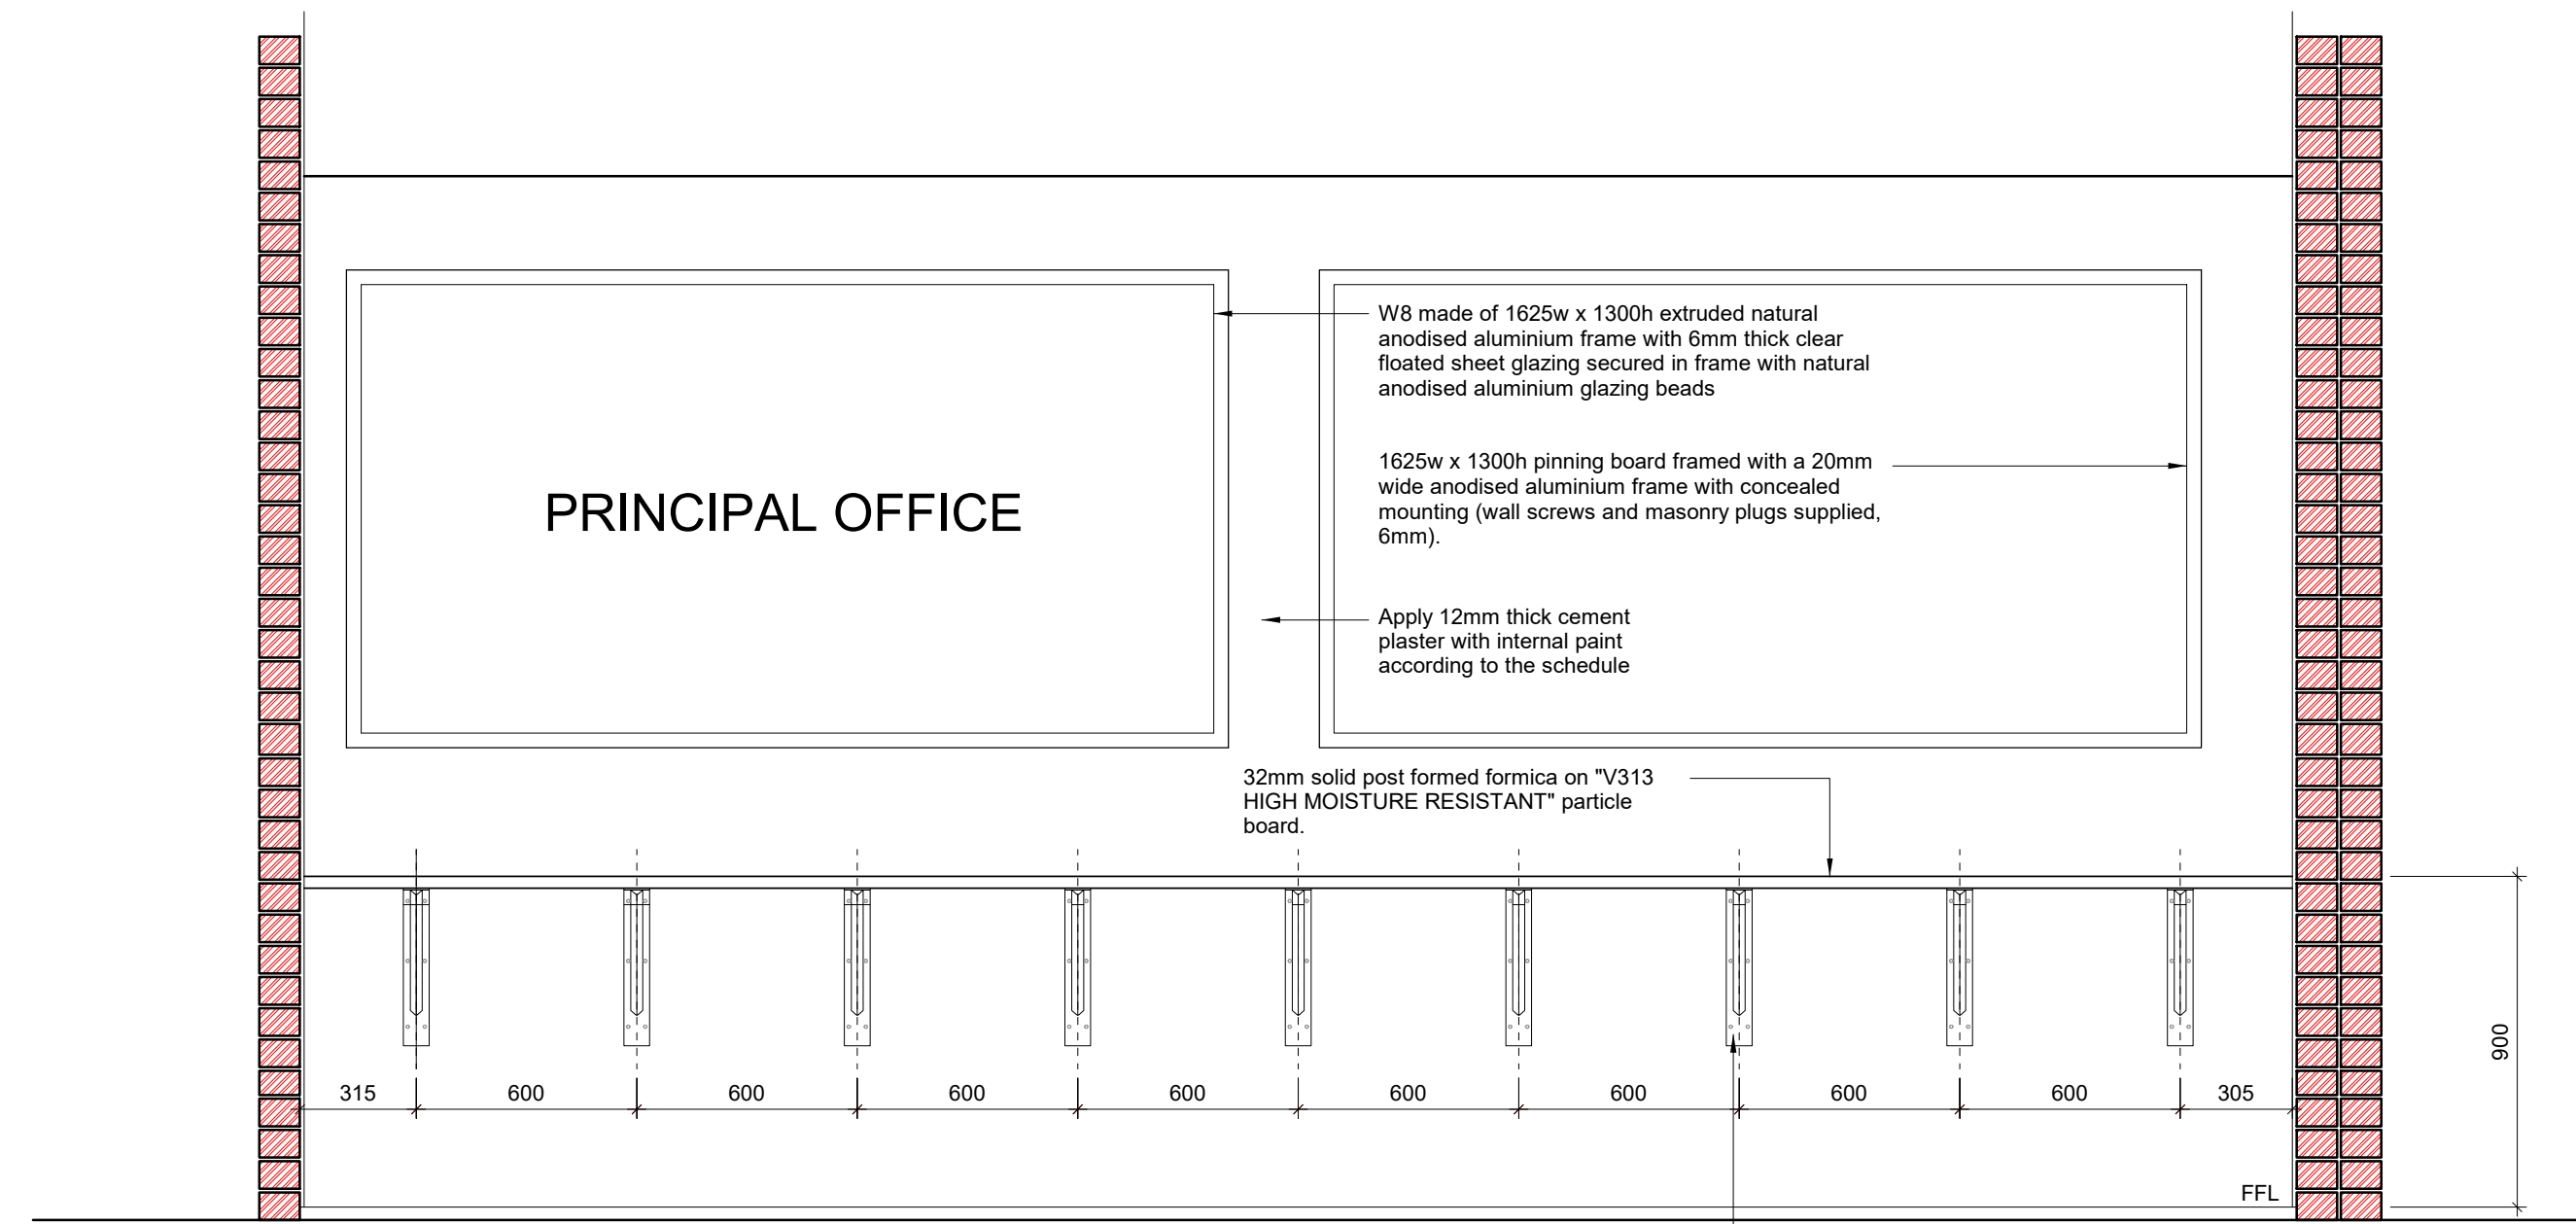 W8 made of 1625w x 1300h extruded natural
anodised aluminium frame with 6mm thick clear
floated sheet glazing secured in frame with natural
anodised aluminium glazing beads
1625w x 1300h pinning board framed with a 20mm
wide anodised aluminium frame with concealed
mounting (wall screws and masonry plugs supplied,
6mm).
PRINCIPAL OFFICE
Apply 12mm thick cement
plaster with internal paint
according to the schedule
32mm solid post formed formica on "V313
HIGH MOISTURE RESISTANT" particle
board.
900
315 600 600 600 600 600 600 600 600 305
FFL